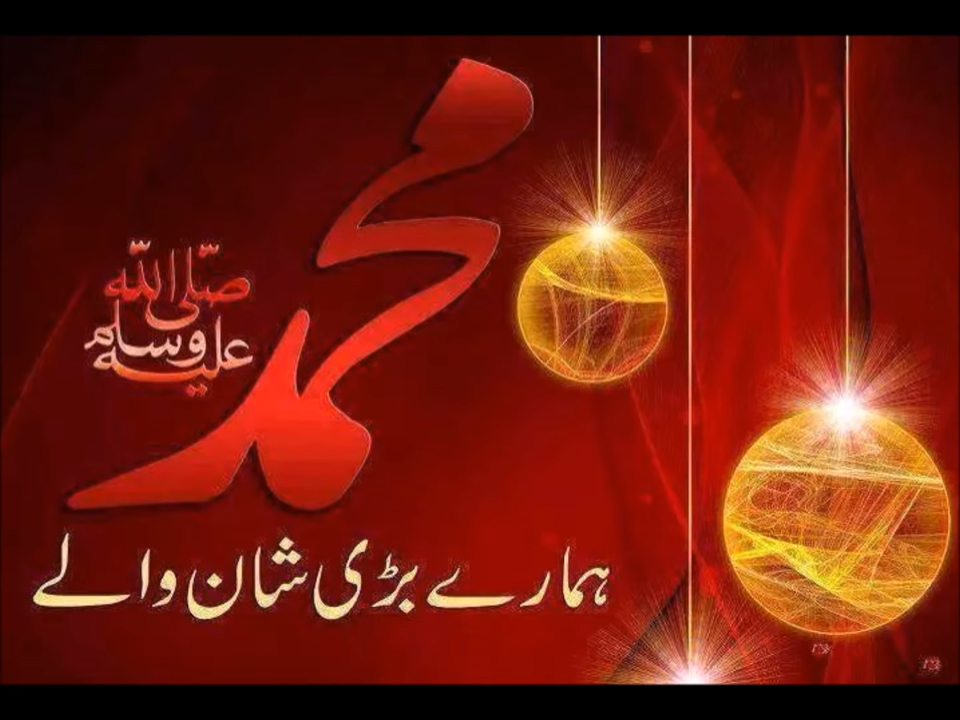 محمد
صلی اللہ
علیہ وسلم
ہمارے بڑی شان والے